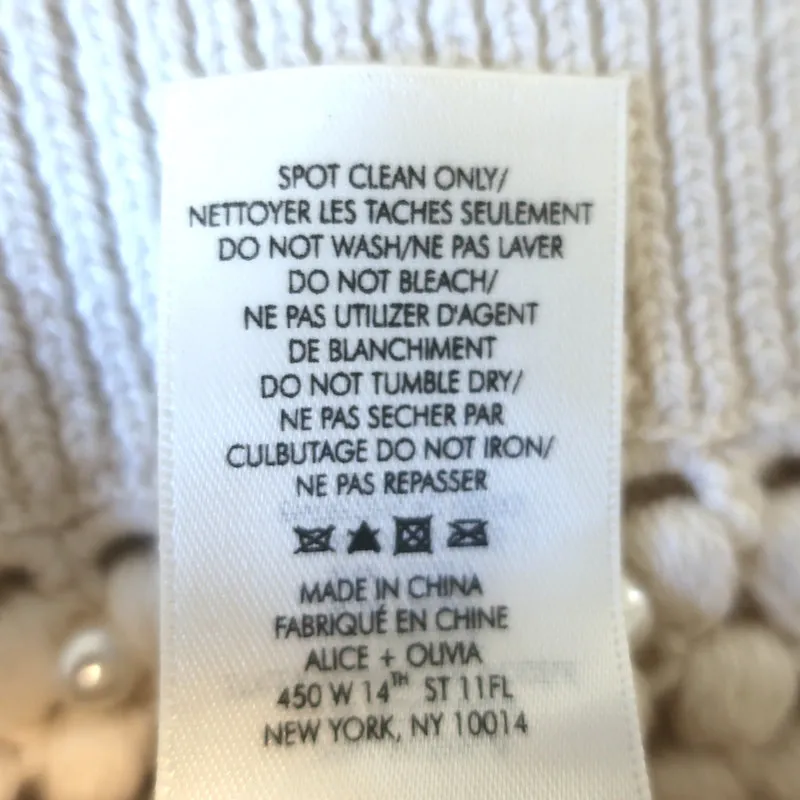 SPOT CLEAN ONLY/
NETTOYER LES TACHES SEULEMENT
DO NOT WASH/NE PAS LAVER
DO NOT BLEACH/
NE PAS UTILIZER D'AGENT
DE BLANCHIMENT
DO NOT TUMBLE DRY/
NE PAS SECHER PAR
CULBUTAGE DO NOT IRON/
NE PAS REPASSER
MADE IN CHINA
FABRIQUÉ EN CHINE
ALICE + OLIVIA
450 W 14TH ST 11FL
NEW YORK, NY 10014